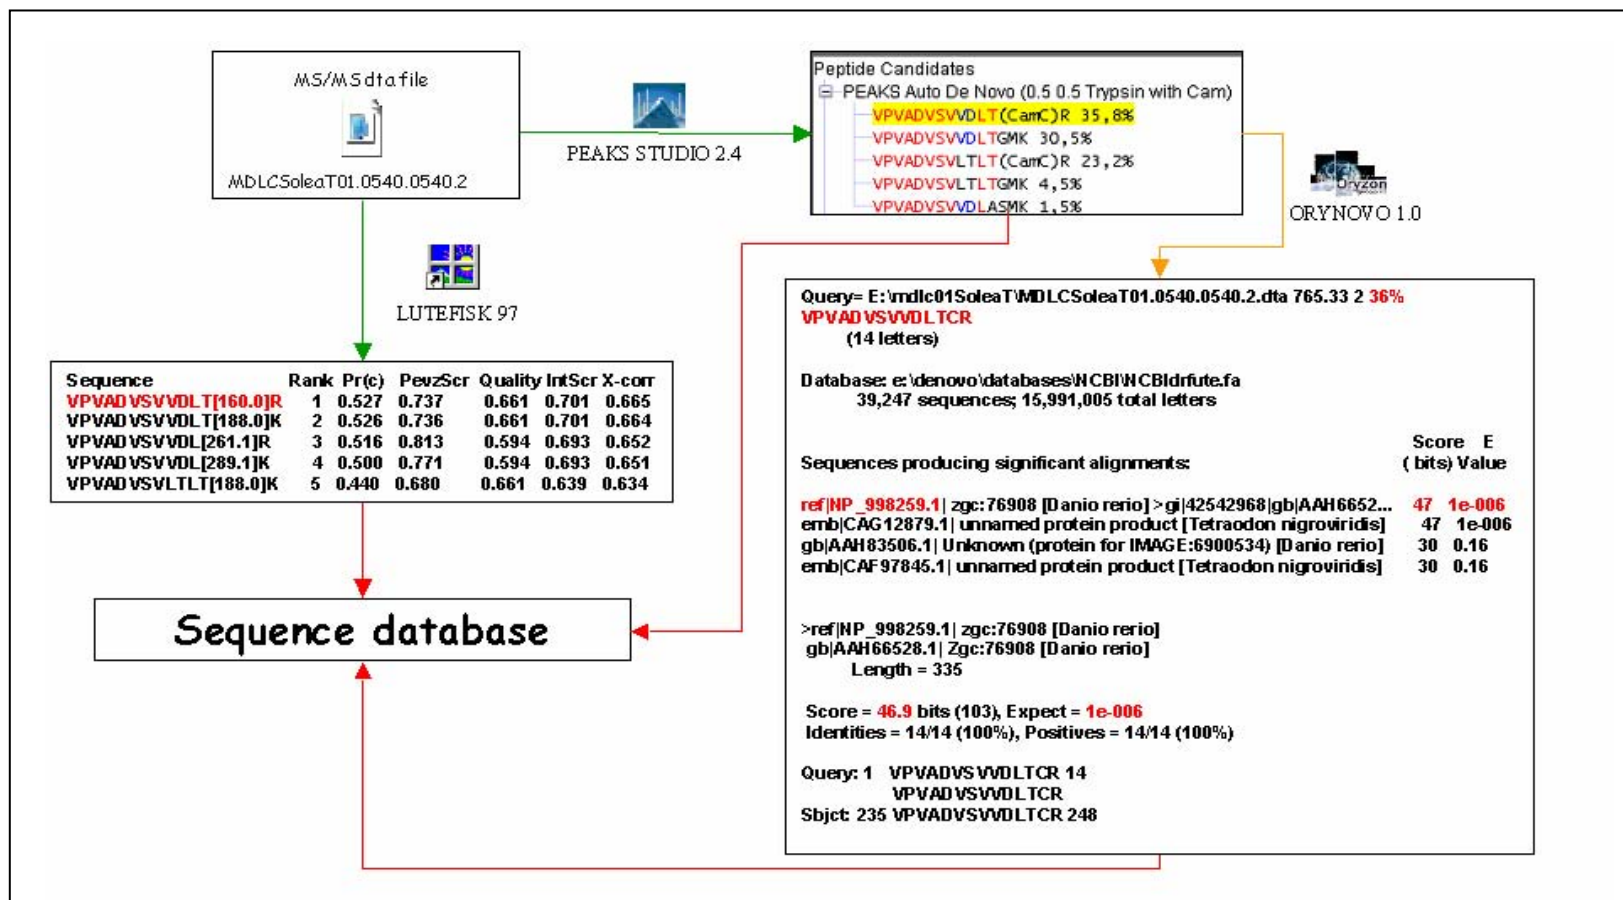 MS/MS dta file
MDLCSoleaT01.0540.0540.2
PEAKS STUDIO 2.4
Peptide Candidates
PEAKS Auto De Novo (0.5 0.5 Trypsin with Cam)
VPVADVSVVDLT(CamC)R 35,8%
VPVADVSVVDLTGMK 30,5%
VPVADVSVLTLT(CamC)R 23,2%
VPVADVSVLTLTGMK 4,5%
VPVADVSVVDLASMK 1,5%
Oryzon
ORYNOVO 1.0
LUTEFISK 97
Sequence Rank Pr(c) PevzScr Quality IntScr X-corr
VPVADVSVVDLT[160.0]R 1 0.527 0.737 0.661 0.701 0.665
VPVADVSVVDLT[188.0]K 2 0.526 0.736 0.661 0.701 0.664
VPVADVSVVDL[261.1]R 3 0.516 0.813 0.594 0.693 0.652
VPVADVSVVDL[289.1]K 4 0.500 0.771 0.594 0.693 0.651
VPVADVSVLTLT[188.0]K 5 0.440 0.680 0.661 0.639 0.634
Sequence database
Query= E:\mdlc01SoleaT\MDLCSoleaT01.0540.0540.2.dta 765.33 2 36%
VPVADVSVVDLTCR
(14 letters)
Database: e:\denovo\databases\NCBI\NCBIdrfute.fa
39,247 sequences; 15,991,005 total letters
Score E
Sequences producing significant alignments: ( bits) Value
ref|NP_998259.1| zgc:76908 [Danio rerio] >gi|42542968|gb|AAH6652... 47 1e-006
emb|CAG12879.1| unnamed protein product [Tetraodon nigroviridis] 47 1e-006
gb|AAH83506.1| Unknown (protein for IMAGE:6900534) [Danio rerio] 30 0.16
emb|CAF97845.1| unnamed protein product [Tetraodon nigroviridis] 30 0.16
>ref|NP_998259.1| zgc:76908 [Danio rerio]
gb|AAH66528.1| Zgc:76908 [Danio rerio]
Length = 335
Score = 46.9 bits (103), Expect = 1e-006
Identities = 14/14 (100%), Positives = 14/14 (100%)
Query: 1 VPVADVSVVDLTCR 14
VPVADVSVVDLTCR
Sbjct: 235 VPVADVSVVDLTCR 248